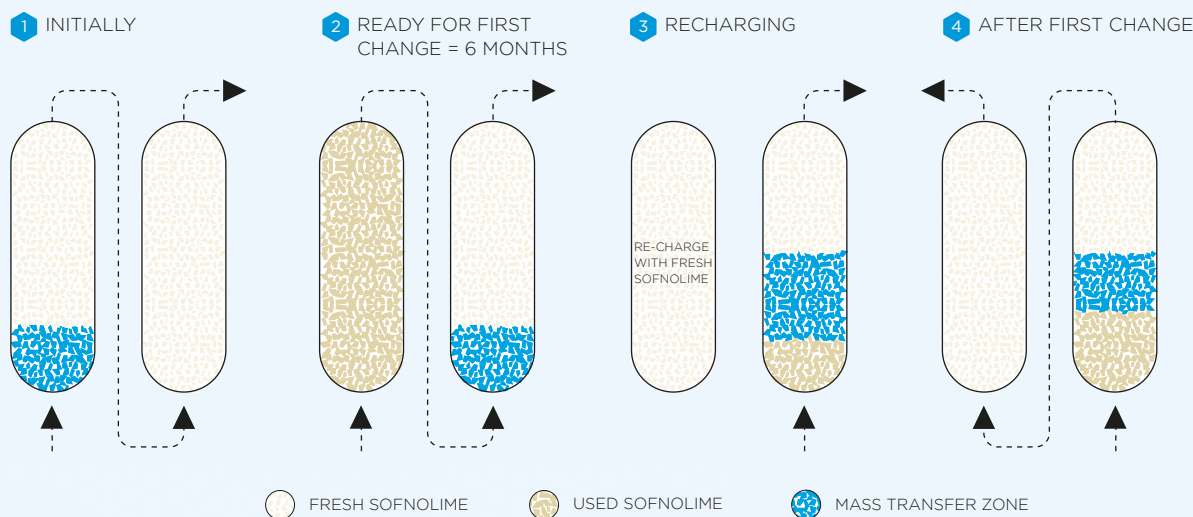 1 INITIALLY
2 READY FOR FIRST
CHANGE = 6 MONTHS
3 RECHARGING
4 AFTER FIRST CHANGE
RE-CHARGE
WITH FRESH
SOFNOLIME
FRESH SOFNOLIME
USED SOFNOLIME
MASS TRANSFER ZONE